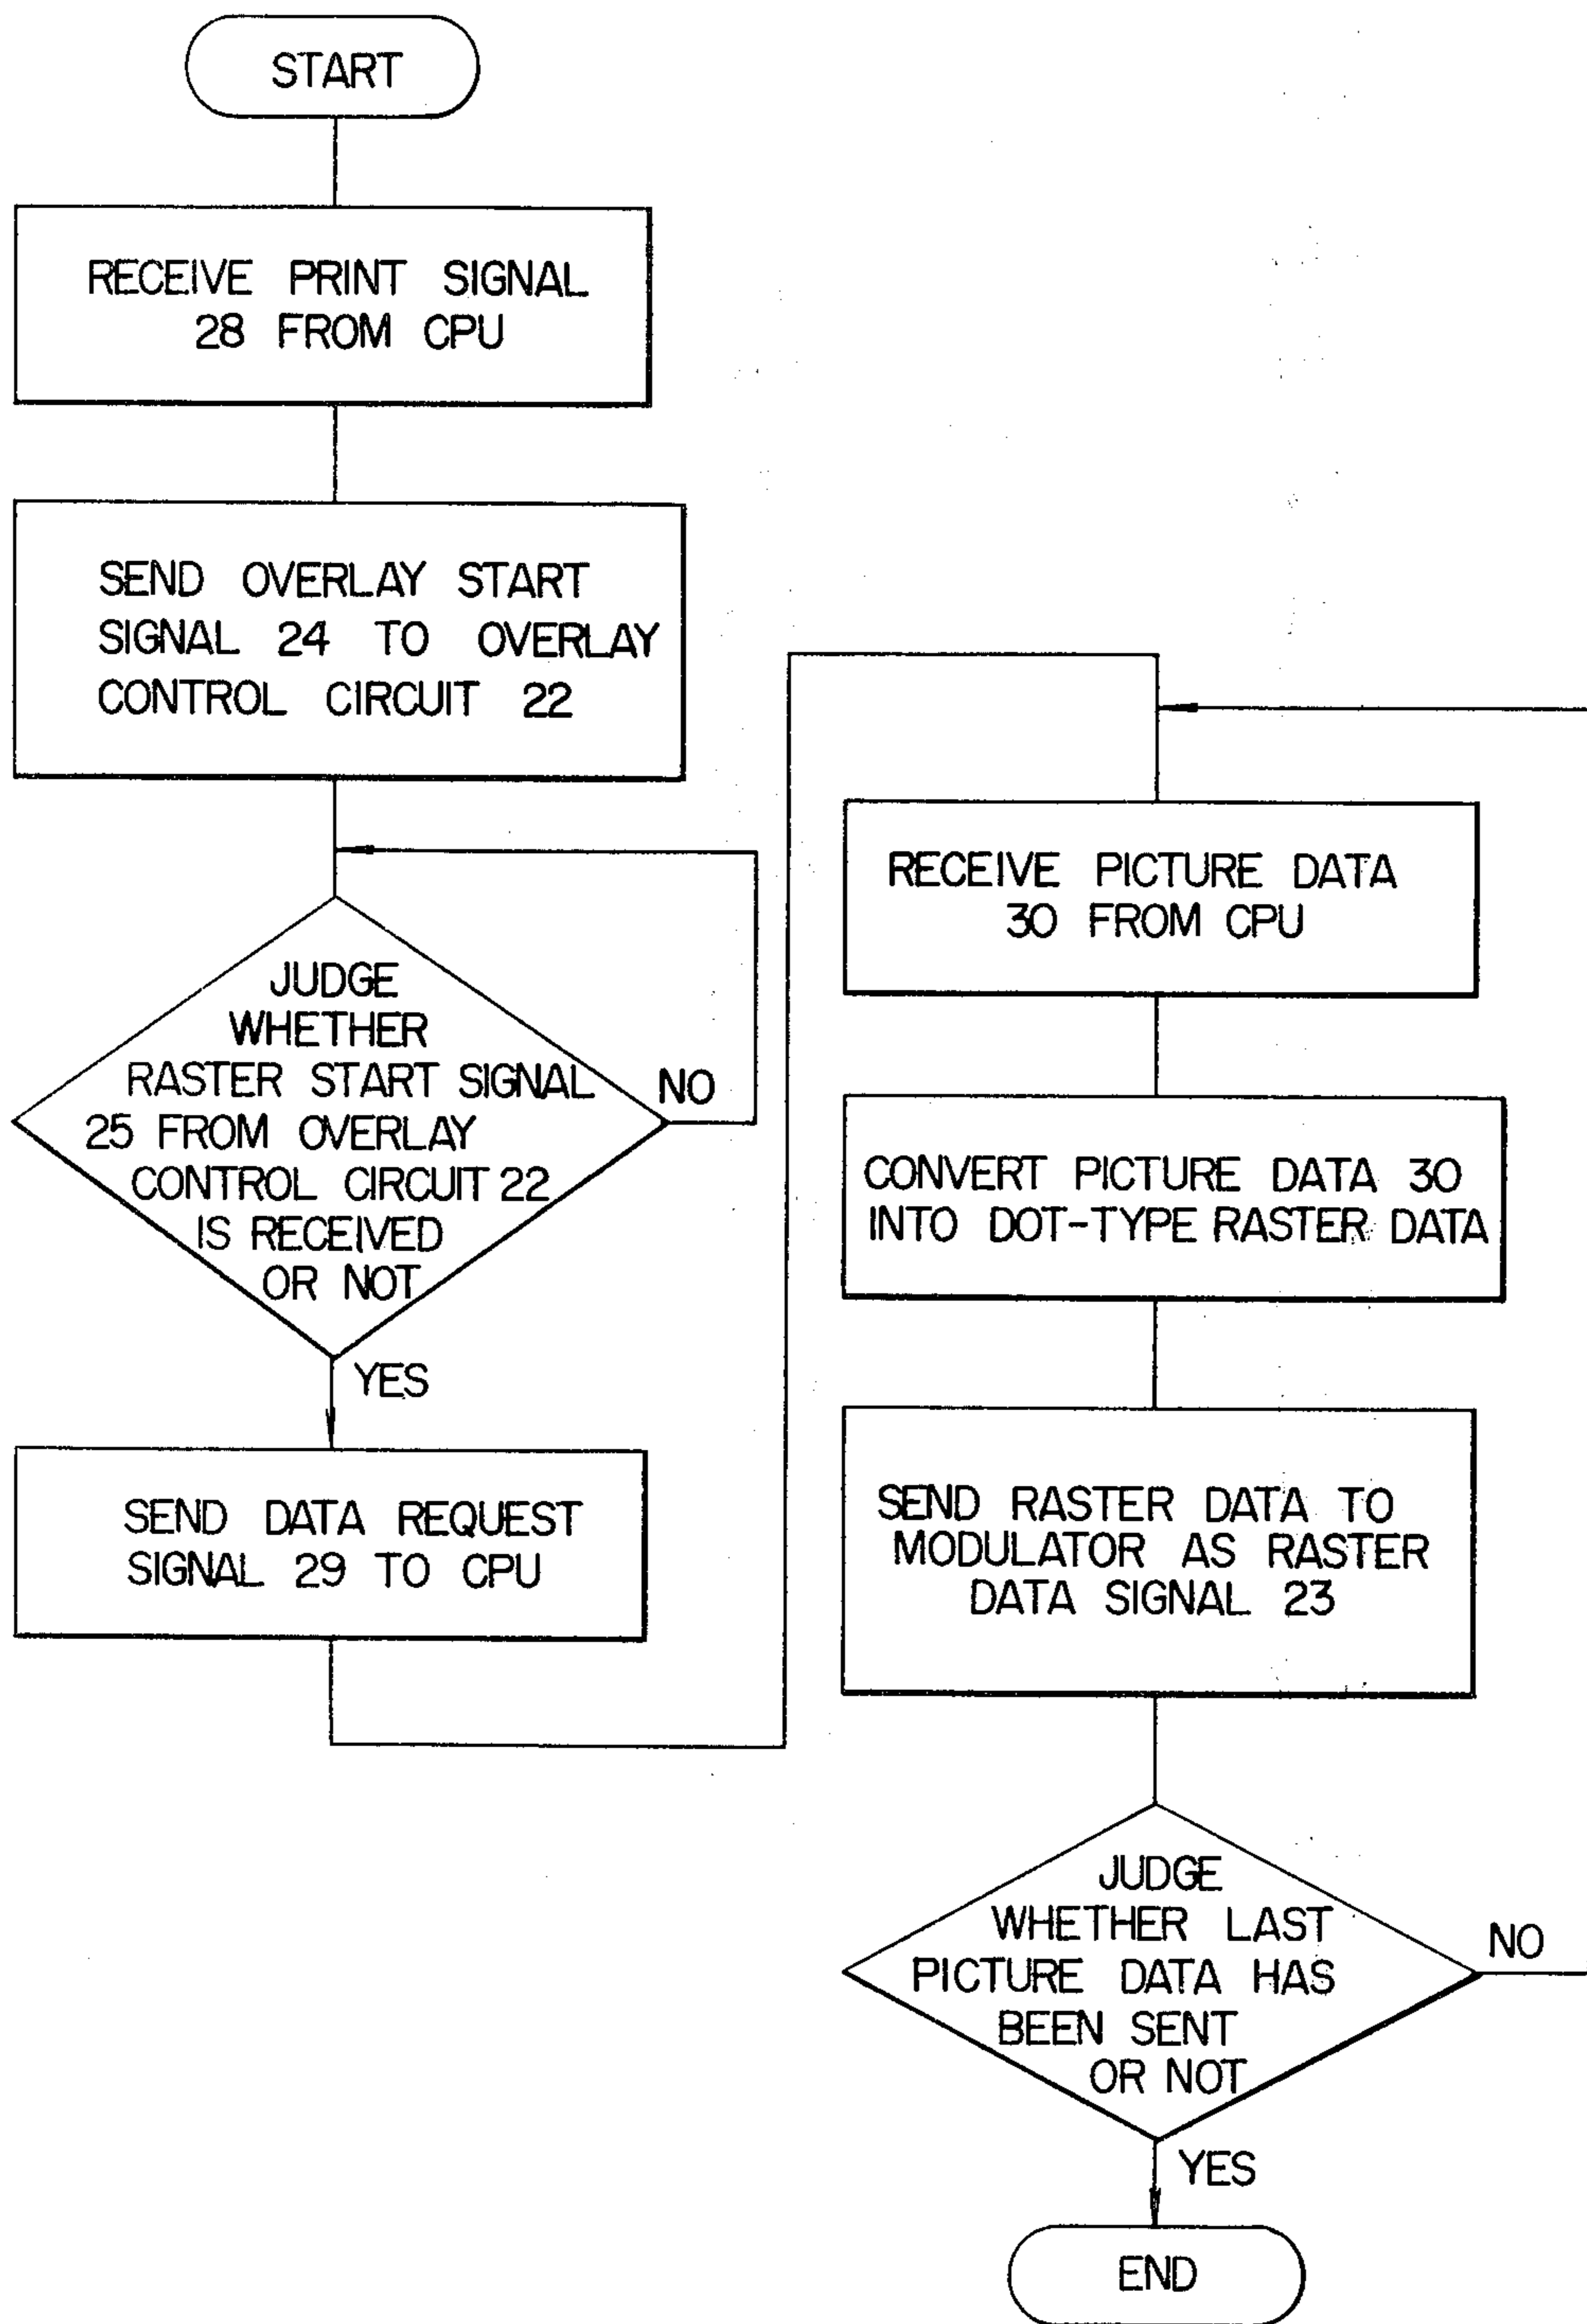 START
RECEIVE PRINT SIGNAL
28 FROM CPU
SEND OVERLAY START
SIGNAL 24 TO OVERLAY
CONTROL CIRCUIT 22
JUDGE
WHETHER
RASTER START SIGNAL
25 FROM OVERLAY
CONTROL CIRCUIT 22
IS RECEIVED
OR NOT
NO
YES
SEND DATA REQUEST
SIGNAL 29 TO CPU
RECEIVE PICTURE DATA
30 FROM CPU
CONVERT PICTURE DATA 30
INTO DOT-TYPE RASTER DATA
SEND RASTER DATA TO
MODULATOR AS RASTER
DATA SIGNAL 23
JUDGE
WHETHER LAST
PICTURE DATA HAS
BEEN SENT
OR NOT
NO
YES
END